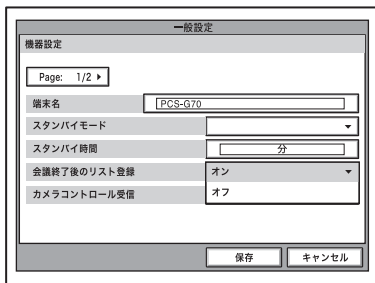 一般設定
機器設定
Page: 1/2
端末名 PCS-G70
スタンバイモード
スタンバイ時間 分
会議終了後のリスト登録 オン
カメラコントロール受信 オフ
保存 キャンセル